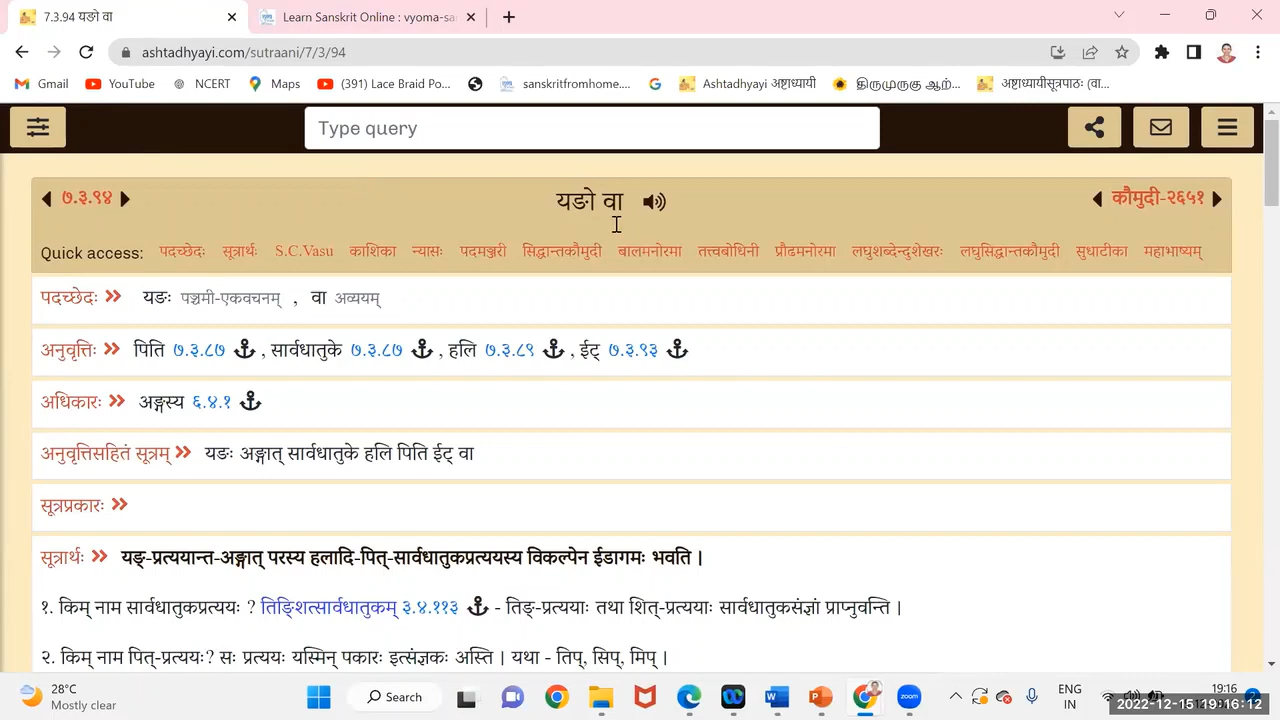 7.3.94 यङो वा
Learn Sanskrit Online : vyoma-sa
ashtadhyayi.com/sutraani/7/3/94
Gmail YouTube NCERT Maps (391) Lace Braid Po... sanskritfromhome.... Ashtadhyayi अष्टाध्यायी திருமுருகு ஆற்... अष्टाध्यायीसूत्रपाठः (वा...
Type query
७.३.९४ यङो वा कौमुदी-२६५१
Quick access: पदच्छेदः सूत्रार्थः S.C.Vasu काशिका न्यासः पदमञ्जरी सिद्धान्तकौमुदी बालमनोरमा तत्त्वबोधिनी प्रौढमनोरमा लघुशब्देन्दुशेखरः लघुसिद्धान्तकौमुदी सुधाटीका महाभाष्यम्
पदच्छेदः यङः पञ्चमी-एकवचनम् , वा अव्ययम्
अनुवृत्तिः पिति ७.३.८७ , सार्वधातुके ७.३.८७ , हलि ७.३.८९ , ईट् ७.३.९३
अधिकारः अङ्गस्य ६.४.१
अनुवृत्तिसहितं सूत्रम् यङः अङ्गात् सार्वधातुके हलि पिति ईट् वा
सूत्रप्रकारः
सूत्रार्थः यङ्-प्रत्ययान्त-अङ्गात् परस्य हलादि-पित्-सार्वधातुकप्रत्ययस्य विकल्पेन ईडागमः भवति ।
१. किम् नाम सार्वधातुकप्रत्ययः ? तिङ्शित्सार्वधातुकम् ३.४.११३ - तिङ्-प्रत्ययाः तथा शित्-प्रत्ययाः सार्वधातुकसंज्ञां प्राप्नुवन्ति ।
२. किम् नाम पित्-प्रत्ययः? सः प्रत्ययः यस्मिन् पकारः इत्संज्ञकः अस्ति । यथा - तिप्, सिप्, मिप् ।
28°C
Mostly clear
Search
zoom
ENG
IN
19:16
2022-12-15 19:16:12